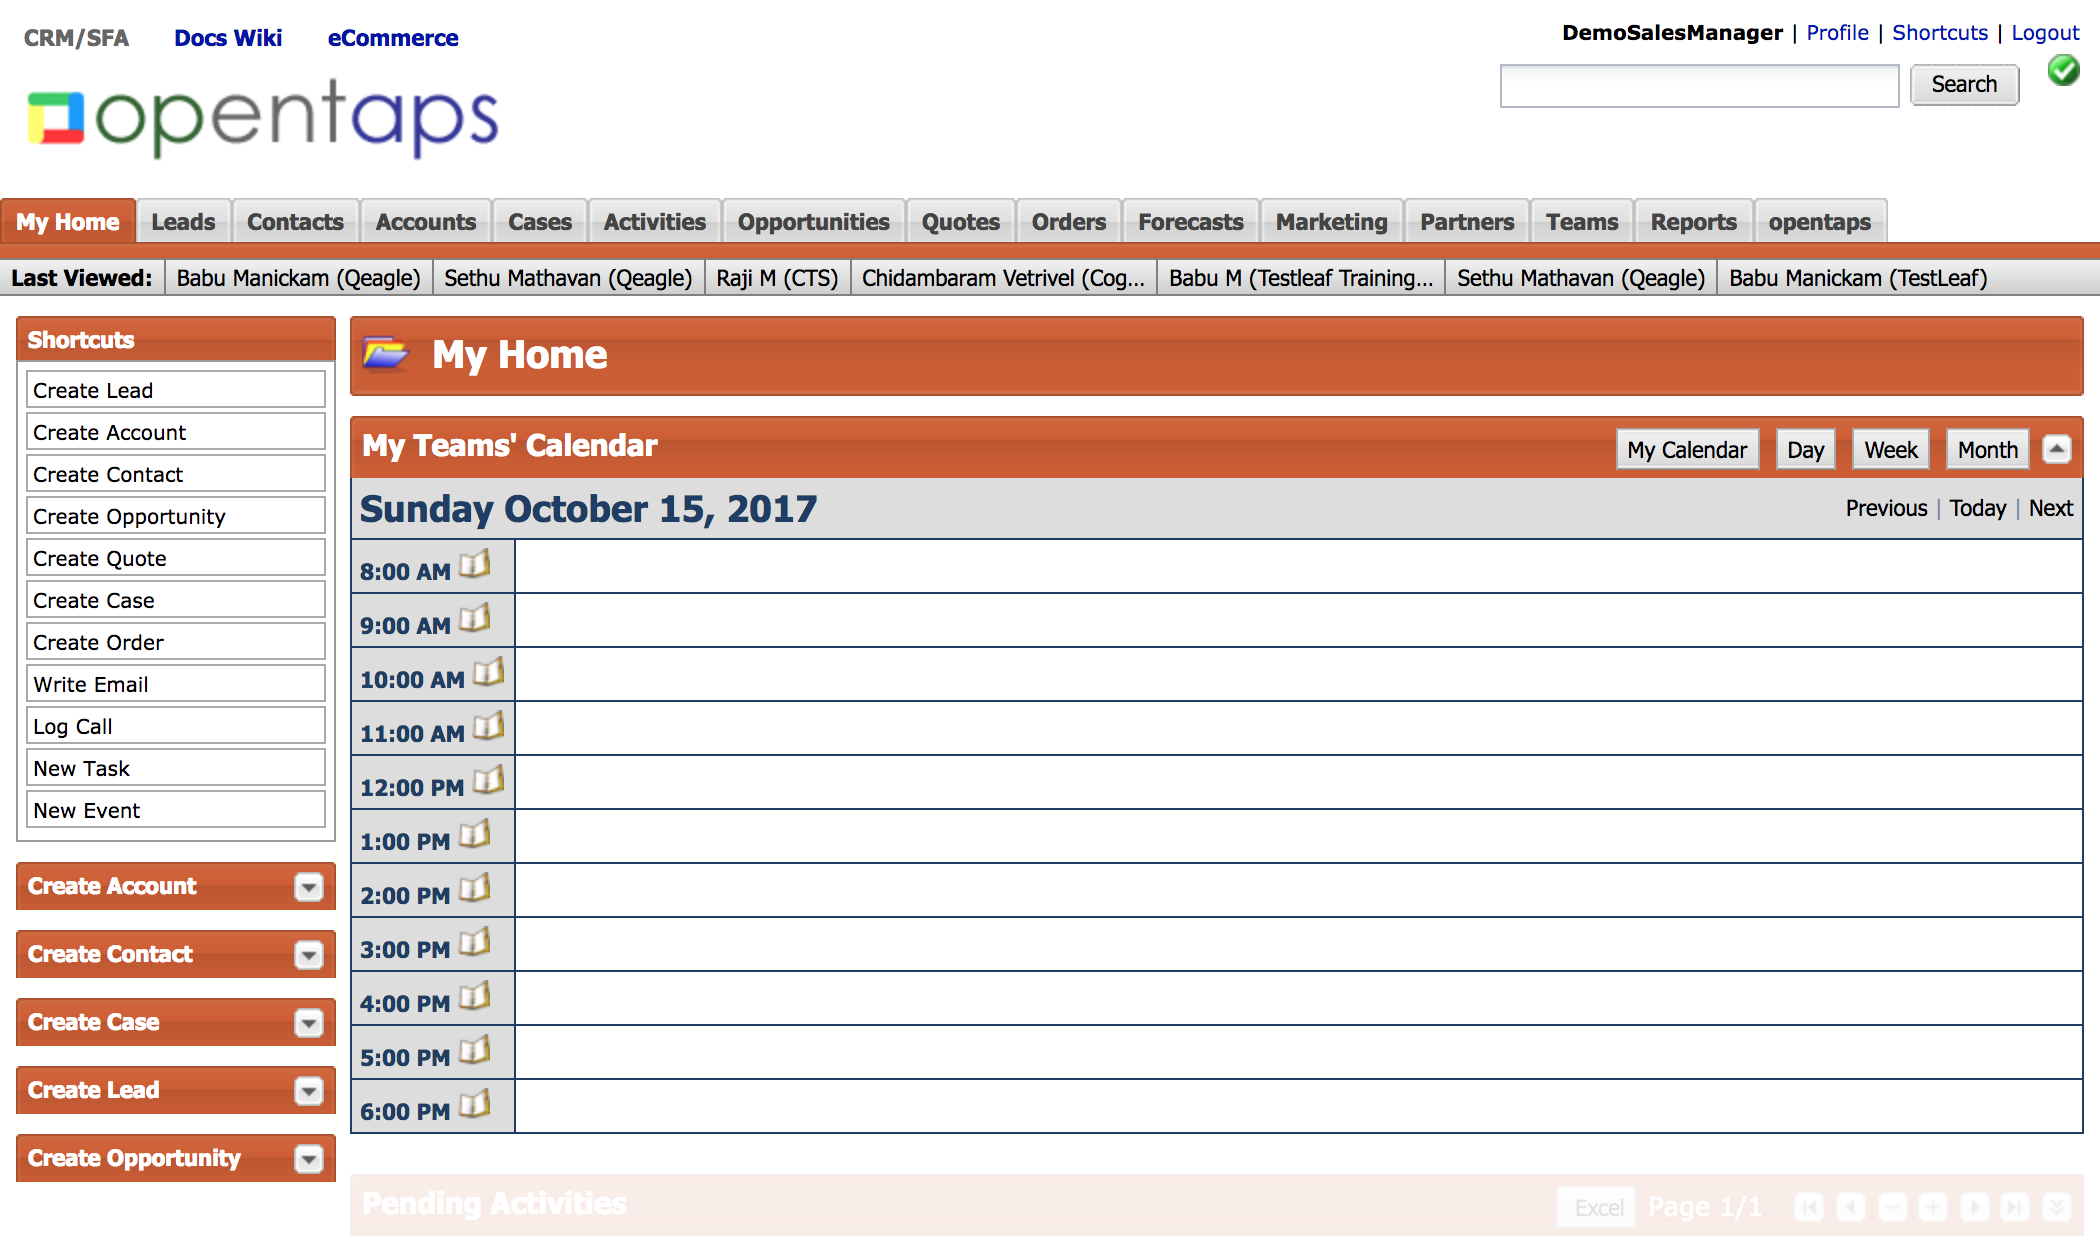 CRM/SFA Docs Wiki eCommerce
DemoSalesManager | Profile | Shortcuts | Logout
opentaps
Search
My Home Leads Contacts Accounts Cases Activities Opportunities Quotes Orders Forecasts Marketing Partners Teams Reports opentaps
Last Viewed: Babu Manickam (Qeagle) Sethu Mathavan (Qeagle) Raji M (CTS) Chidambaram Vetrivel (Cog... Babu M (Testleaf Training... Sethu Mathavan (Qeagle) Babu Manickam (TestLeaf)
Shortcuts
Create Lead
Create Account
Create Contact
Create Opportunity
Create Quote
Create Case
Create Order
Write Email
Log Call
New Task
New Event
Create Account
Create Contact
Create Case
Create Lead
Create Opportunity
My Home
My Teams' Calendar My Calendar Day Week Month
Sunday October 15, 2017 Previous | Today | Next
8:00 AM
9:00 AM
10:00 AM
11:00 AM
12:00 PM
1:00 PM
2:00 PM
3:00 PM
4:00 PM
5:00 PM
6:00 PM
Pending Activities Excel Page 1/1